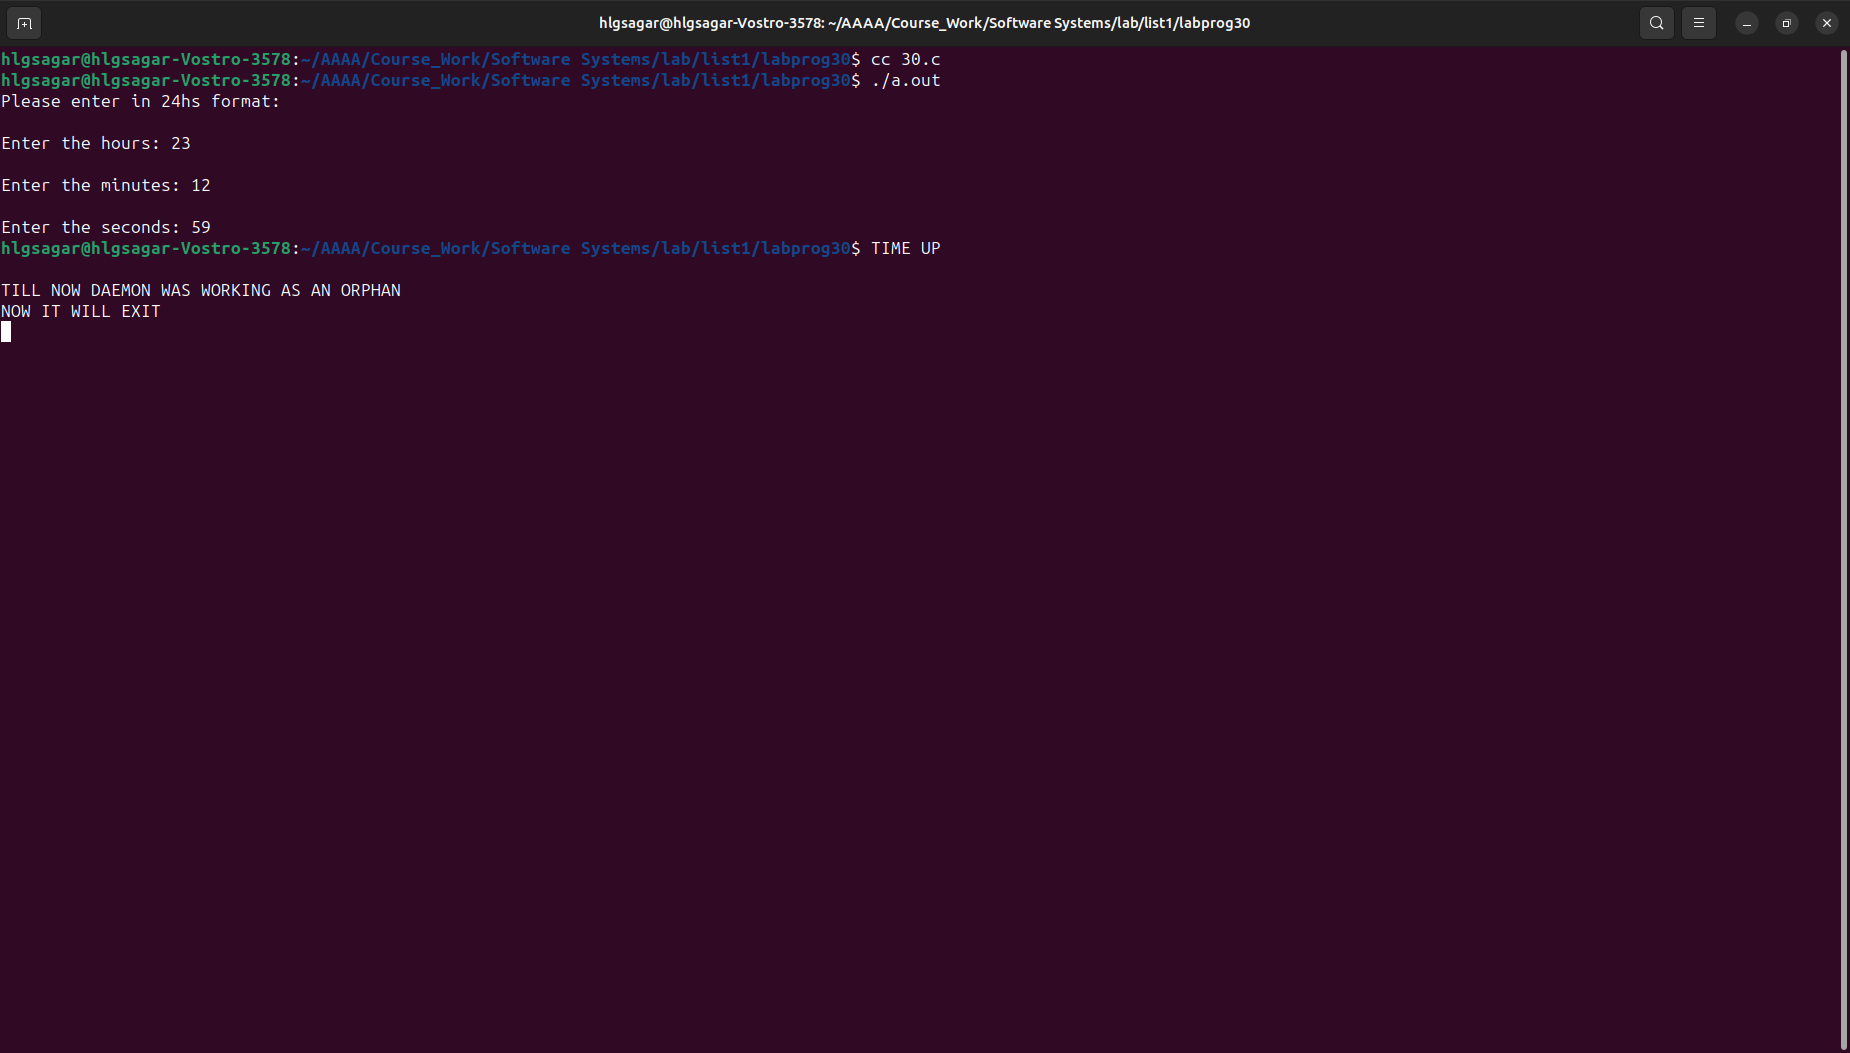 hlgsagar@hlgsagar-Vostro-3578: ~/AAAA/Course_Work/Software Systems/lab/list1/labprog30
hlgsagar@hlgsagar-Vostro-3578:~/AAAA/Course_Work/Software Systems/lab/list1/labprog30$ cc 30.c
hlgsagar@hlgsagar-Vostro-3578:~/AAAA/Course_Work/Software Systems/lab/list1/labprog30$ ./a.out
Please enter in 24hs format:
Enter the hours: 23
Enter the minutes: 12
Enter the seconds: 59
hlgsagar@hlgsagar-Vostro-3578:~/AAAA/Course_Work/Software Systems/lab/list1/labprog30$ TIME UP
TILL NOW DAEMON WAS WORKING AS AN ORPHAN
NOW IT WILL EXIT